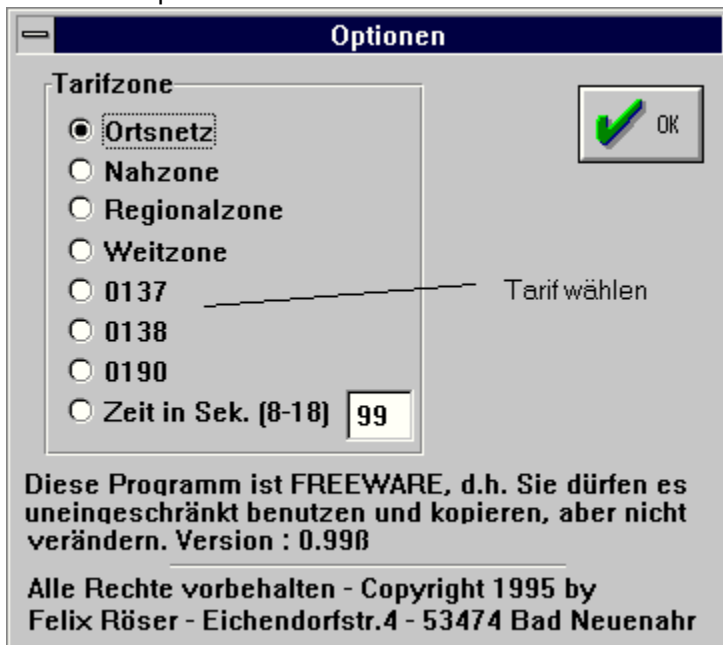 Optionen
Tarifzone
Ortsnetz
OK
Nahzone
Regionalzone
Weitzone
0137
Tarif wählen
0138
0190
Zeit in Sek. (8-18) 99
Diese Programm ist FREEWARE, d.h. Sie dürfen es
uneingeschränkt benutzen und kopieren, aber nicht
verändern. Version : 0.99ß
Alle Rechte vorbehalten - Copyright 1995 by
Felix Röser - Eichendorfstr.4 - 53474 Bad Neuenahr